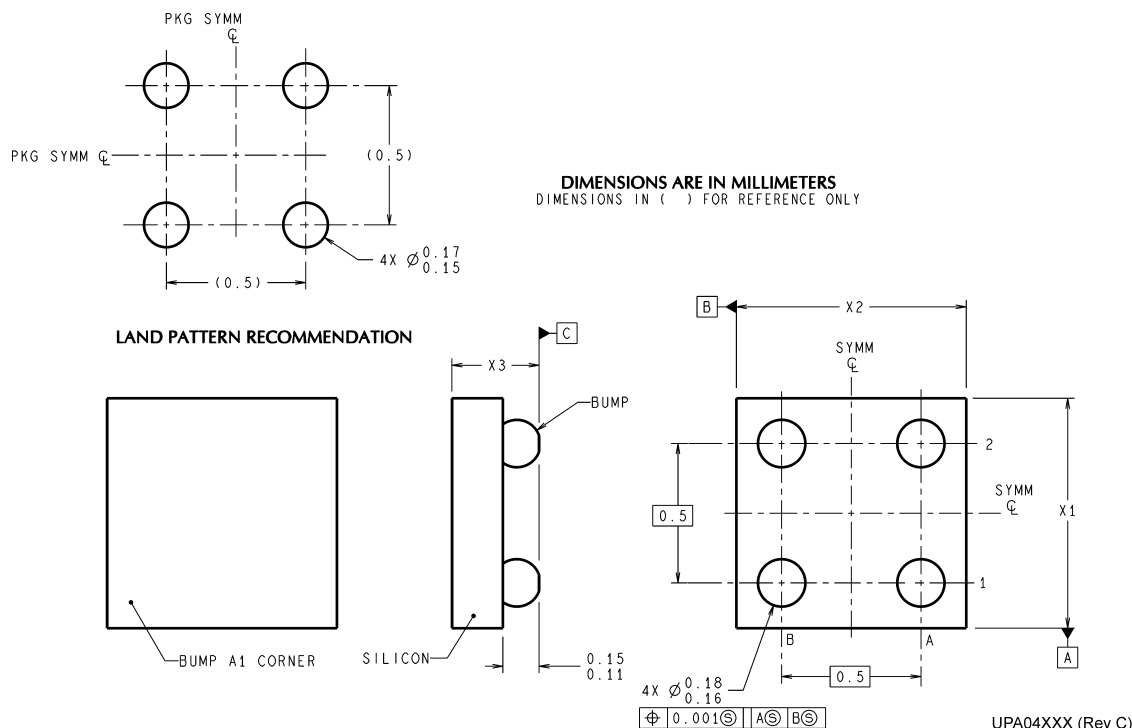 PKG SYMM
℄
PKG SYMM ℄
(0.5)
4X ⌀ 0.17
0.15
(0.5)
DIMENSIONS ARE IN MILLIMETERS
DIMENSIONS IN ( ) FOR REFERENCE ONLY
LAND PATTERN RECOMMENDATION
BUMP A1 CORNER
C
X3
BUMP
SILICON
0.15
0.11
B
X2
SYMM
℄
2
SYMM
℄
X1
0.5
1
B
A
A
0.5
4X ⌀ 0.18
0.16
⌖ 0.001Ⓢ AⓈ BⓈ
UPA04XXX (Rev C)